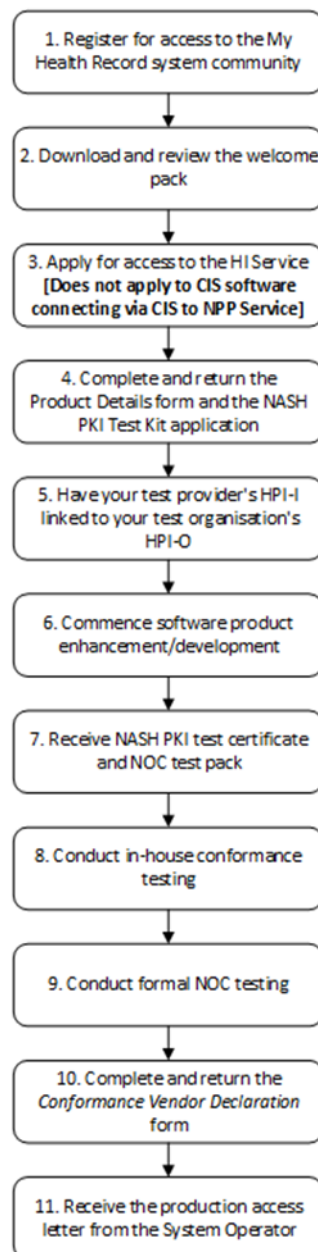 1. Register for access to the My
Health Record system community
2. Download and review the welcome
pack
3. Apply for access to the HI Service
[Does not apply to CIS software
connecting via CIS to NPP Service]
4. Complete and return the
Product Details form and the NASH
PKI Test Kit application
5. Have your test provider's HPI-I
linked to your test organisation's
HPI-O
6. Commence software product
enhancement/development
7. Receive NASH PKI test certificate
and NOC test pack
8. Conduct in-house conformance
testing
9. Conduct formal NOC testing
10. Complete and return the
Conformance Vendor Declaration
form
11. Receive the production access
letter from the System Operator